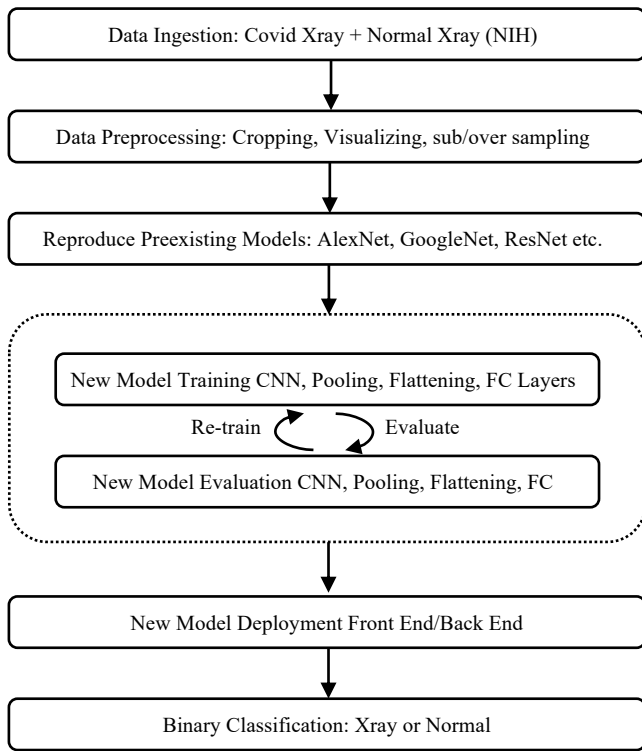 Data Ingestion: Covid Xray + Normal Xray (NIH)
Data Preprocessing: Cropping, Visualizing, sub/over sampling
Reproduce Preexisting Models: AlexNet, GoogleNet, ResNet etc.
New Model Training CNN, Pooling, Flattening, FC Layers
Re-train Evaluate
New Model Evaluation CNN, Pooling, Flattening, FC
New Model Deployment Front End/Back End
Binary Classification: Xray or Normal